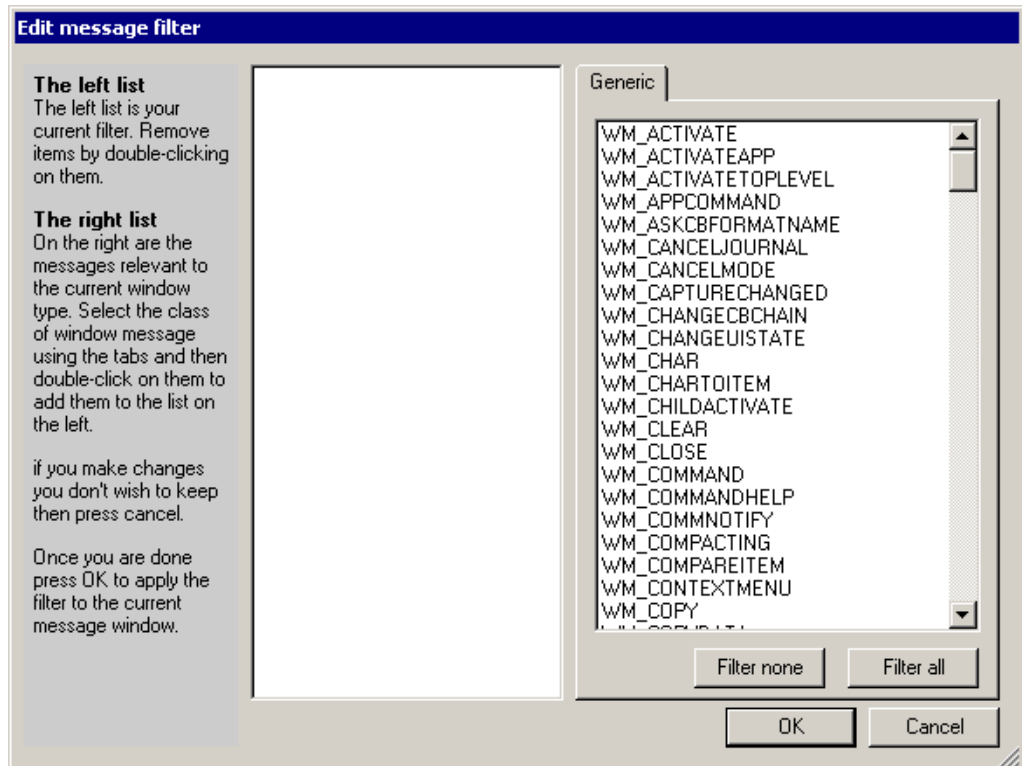 Edit message filter
The left list
The left list is your
current filter. Remove
items by double-clicking
on them.
The right list
On the right are the
messages relevant to
the current window
type. Select the class
of window message
using the tabs and then
double-click on them to
add them to the list on
the left.
if you make changes
you don't wish to keep
then press cancel.
Once you are done
press OK to apply the
filter to the current
message window.
Generic
WM_ACTIVATE
WM_ACTIVATEAPP
WM_ACTIVATETOPLEVEL
WM_APPCOMMAND
WM_ASKCBFORMATNAME
WM_CANCELJOURNAL
WM_CANCELMODE
WM_CAPTURECHANGED
WM_CHANGECBCHAIN
WM_CHANGEUISTATE
WM_CHAR
WM_CHARTOITEM
WM_CHILDACTIVATE
WM_CLEAR
WM_CLOSE
WM_COMMAND
WM_COMMANDHELP
WM_COMMNOTIFY
WM_COMPACTING
WM_COMPAREITEM
WM_CONTEXTMENU
WM_COPY
Filter none
Filter all
OK
Cancel